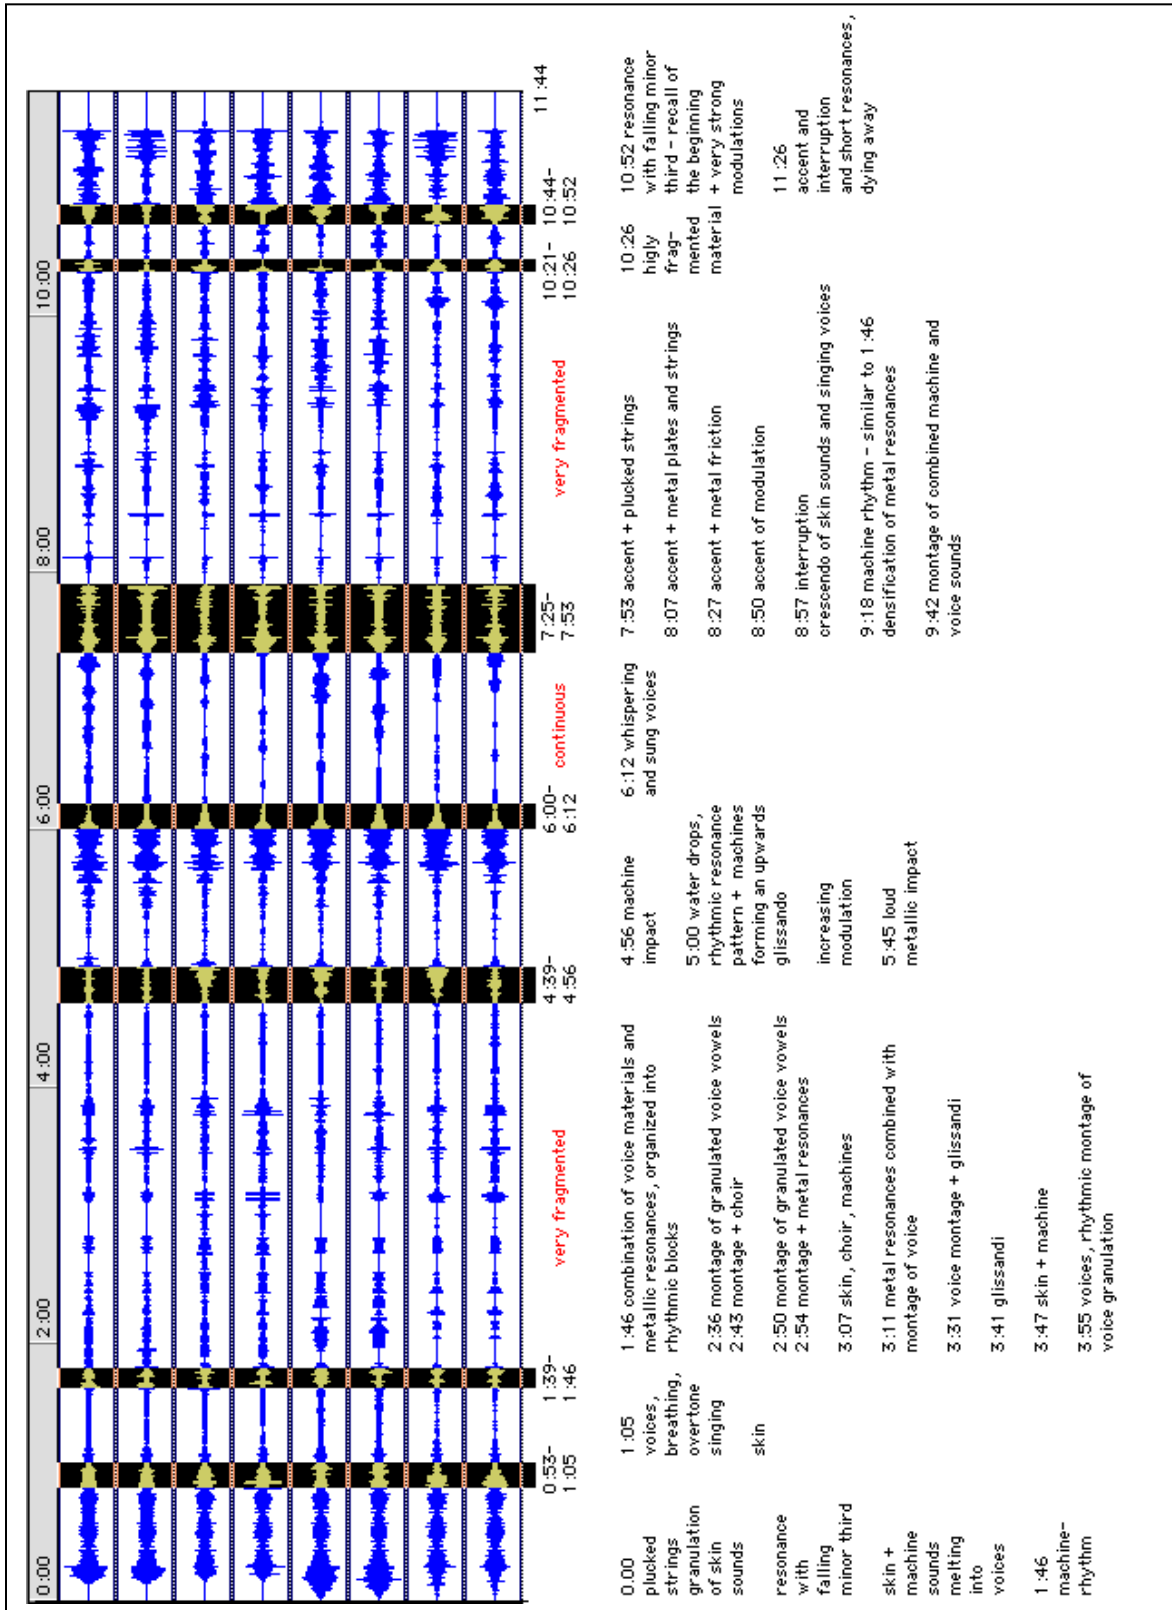 0:00
2:00
4:00
6:00
8:00
10:00
0:53-
1:05
1:39-
1:46
very fragmented
4:39-
4:56
6:00-
6:12
continuous
7:25-
7:53
very fragmented
10:21-
10:26
10:44-
10:52
11:44
0.00
plucked
strings
granulation
of skin
sounds
resonance
with
falling
minor third
skin +
machine
sounds
melting
into
voices
1:46
machine-
rhythm
1:05
voices,
breathing,
overtone
singing
skin
1:46 combination of voice materials and
metallic resonances, organized into
rhythmic blocks
2:36 montage of granulated voice vowels
2:43 montage + choir
2:50 montage of granulated voice vowels
2:54 montage + metal resonances
3:07 skin, choir, machines
3:11 metal resonances combined with
montage of voice
3:31 voice montage + glissandi
3:41 glissandi
3:47 skin + machine
3:55 voices, rhythmic montage of
voice granulation
4:56 machine
impact
5:00 water drops,
rhythmic resonance
pattern + machines
forming an upwards
glissando
increasing
modulation
5:45 loud
metallic impact
6:12 whispering
and sung voices
7:53 accent + plucked strings
8:07 accent + metal plates and strings
8:27 accent + metal friction
8:50 accent of modulation
8:57 interruption
crescendo of skin sounds and singing voices
9:18 machine rhythm - similar to 1:46
densification of metal resonances
9:42 montage of combined machine and
voice sounds
10:26
higly
frag-
mented
material
10:52 resonance
with falling minor
third - recall of
the beginning
+ very strong
modulations
11:26
accent and
interruption
and short resonances,
dying away